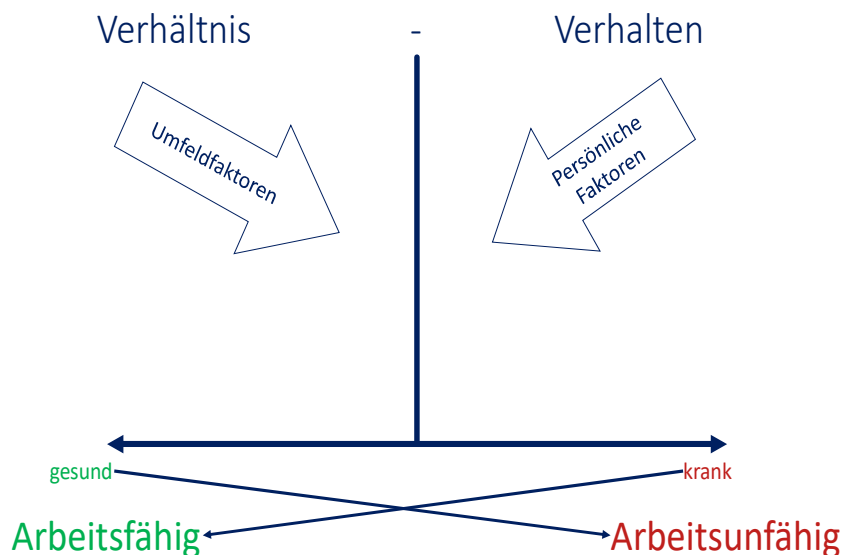 Verhältnis - Verhalten
Umfeldfaktoren
Persönliche
Faktoren
gesund krank
Arbeitsfähig Arbeitsunfähig